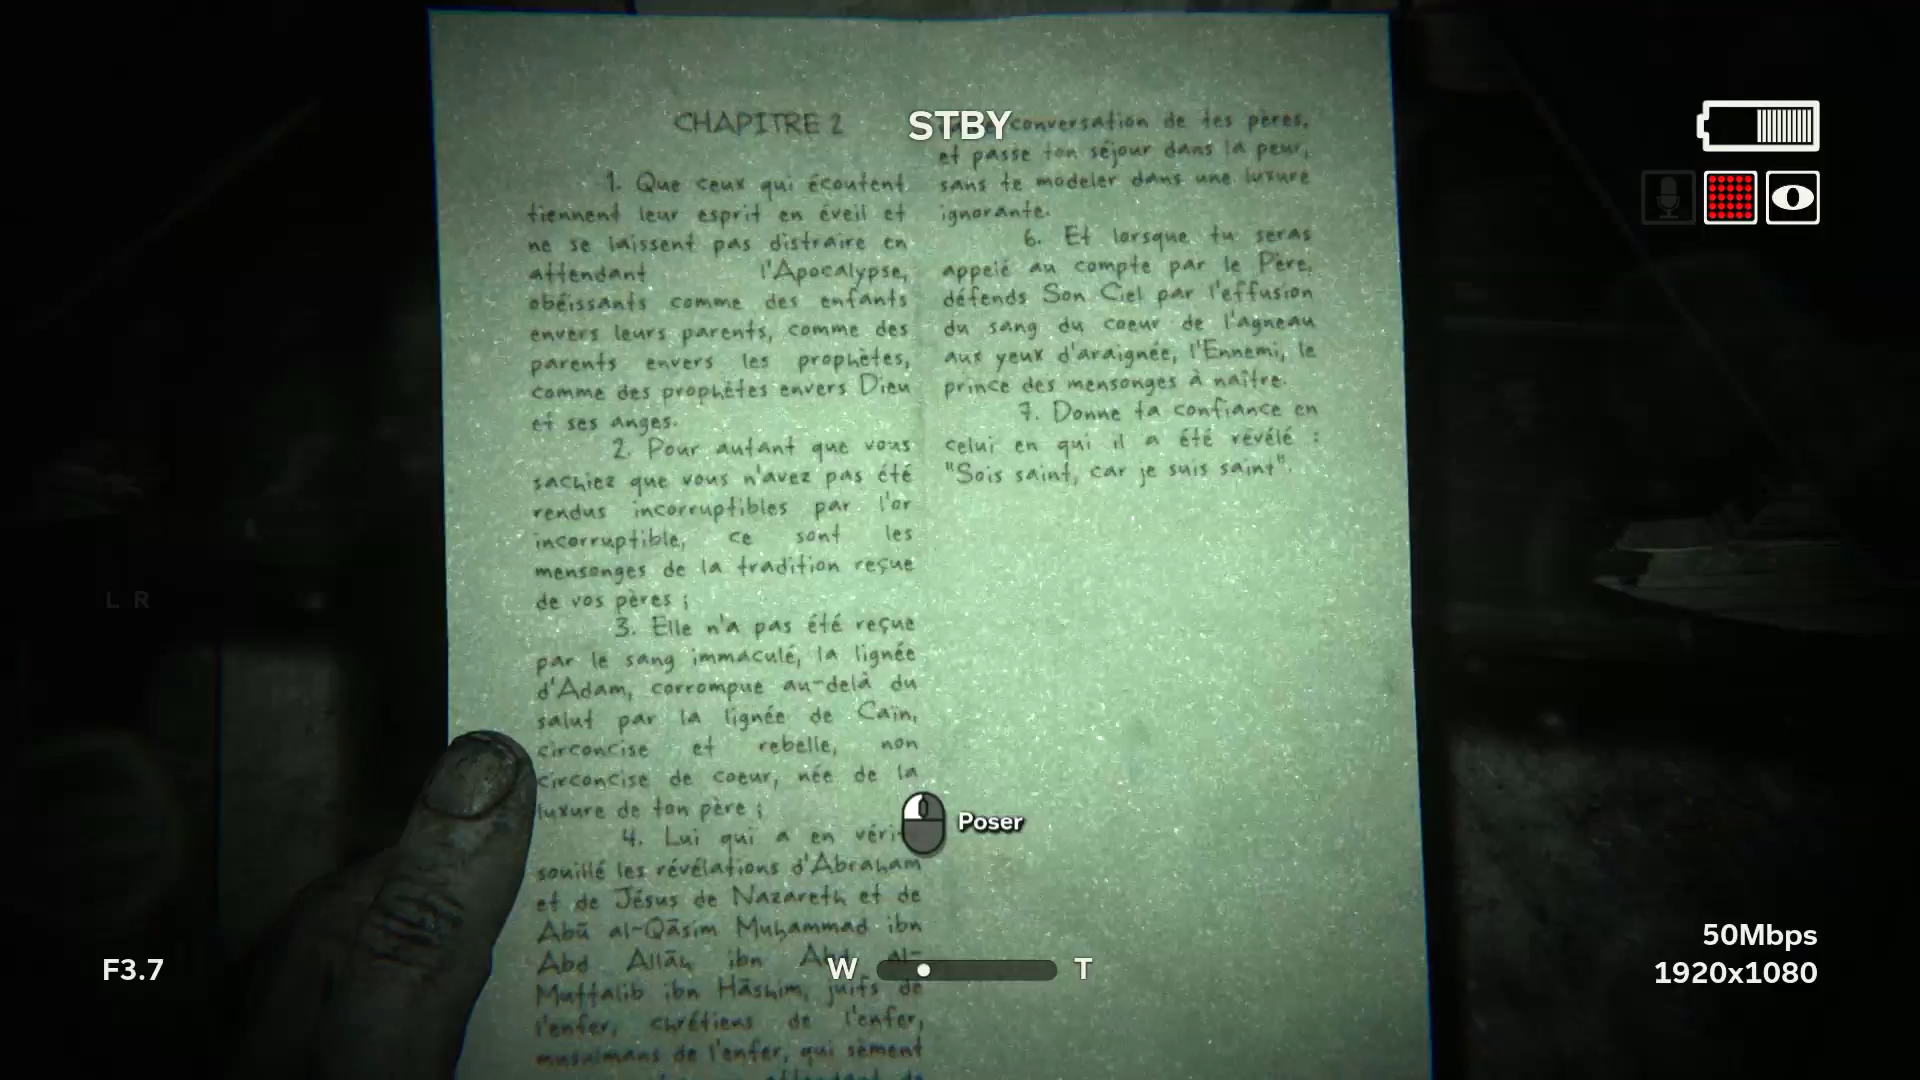 CHAPITRE 2
1. Que ceux qui écoutent
tiennent leur esprit en éveil et
ne se laissent pas distraire en
attendant l'Apocalypse,
obéissants comme des enfants
envers leurs parents, comme des
parents envers les prophètes,
comme des prophètes envers Dieu
et ses anges.
2. Pour autant que vous
sachiez que vous n'avez pas été
rendus incorruptibles par l'or
incorruptible, ce sont les
mensonges de la tradition reçue
de vos pères ;
3. Elle n'a pas été reçue
par le sang immaculé, la lignée
d'Adam, corrompue au-delà du
salut par la lignée de Caïn,
circoncise et rebelle, non
circoncise de coeur, née de la
luxure de ton père ;
4. Lui qui a en
souillé les révélations d'Abraham
et de Jésus de Nazareth et de
Abū al-Qāsim Muḥammad ibn
Abd Allāh ibn al-
Muttalib ibn Hāshim, juifs de
l'enfer, chrétiens de l'enfer,
musulmans de l'enfer, qui sèment
attendant de
conversation de tes pères,
et passe ton séjour dans la peur,
sans te modeler dans une luxure
ignorante.
6. Et lorsque tu seras
appelé au compte par le Père,
défends Son Ciel par l'effusion
du sang du coeur de l'agneau
aux yeux d'araignée, l'Ennemi, le
prince des mensonges à naître.
7. Donne ta confiance en
celui en qui il a été révélé :
"Sois saint, car je suis saint".
STBY
L R
Poser
F3.7
W T
50Mbps
1920x1080